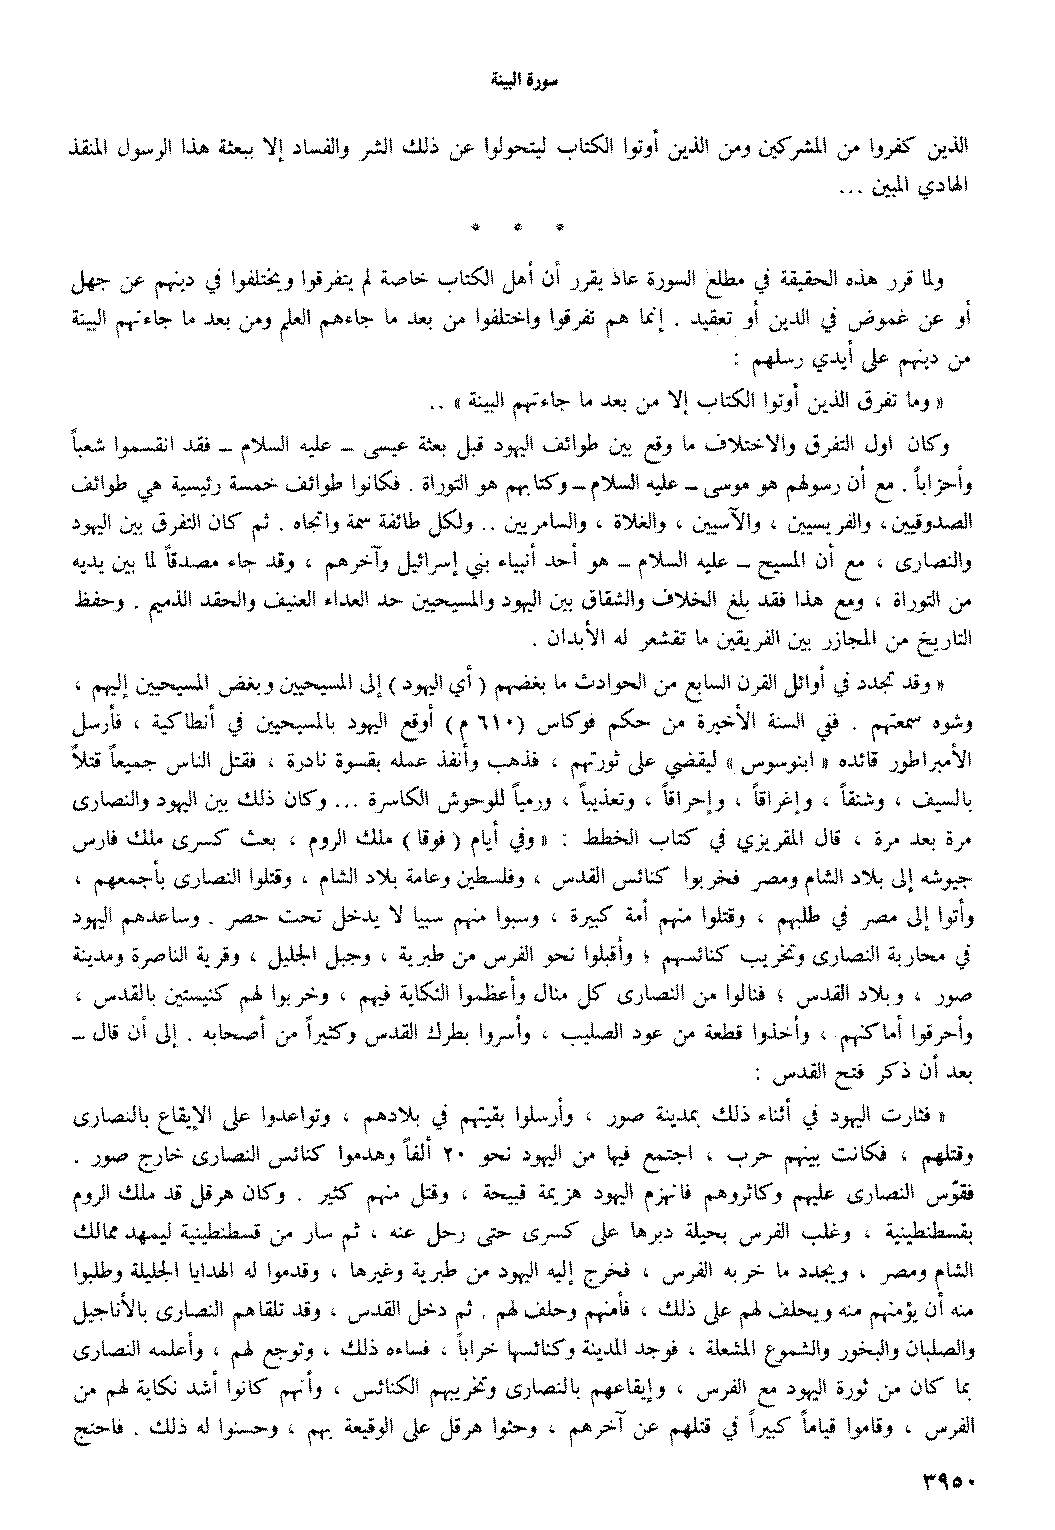 سورة البينة
الذين كفروا من المشركين ومن الذين أوتوا الكتاب ليتحولوا عن ذلك الشر والفساد إلا ببعثة هذا الرسول المنقذ
الهادي المبين ...
* * *
ولما قرر هذه الحقيقة في مطلع السورة عاذ يقرر أن أهل الكتاب خاصة لم يتفرقوا ويختلفوا في دينهم عن جهل
أو عن غموض في الدين أو تعقيد . إنما هم تفرقوا واختلفوا من بعد ما جاءهم العلم ومن بعد ما جاءتهم البينة
من دينهم على أيدي رسلهم :
« وما تفرق الذين أوتوا الكتاب إلا من بعد ما جاءتهم البينة » ..
وكان اول التفرق والاختلاف ما وقع بين طوائف اليهود قبل بعثة عيسى – عليه السلام – فقد انقسموا شعباً
وأحزاباً . مع أن رسولهم هو موسى – عليه السلام – وكتابهم هو التوراة . فكانوا طوائف خمسة رئيسية هي طوائف
الصدوقيين، والفريسيين ، والآسيين ، والغلاة ، والسامريين .. ولكل طائفة سمة واتجاه . ثم كان التفرق بين اليهود
والنصارى ، مع أن المسيح – عليه السلام – هو أحد أنبياء بني إسرائيل وآخرهم ، وقد جاء مصدقاً لما بين يديه
من التوراة ، ومع هذا فقد بلغ الخلاف والشقاق بين اليهود والمسيحيين حد العداء العنيف والحقد الذميم . وحفظ
التاريخ من المجازر بين الفريقين ما تقشعر له الأبدان .
« وقد تجدد في أوائل القرن السابع من الحوادث ما بغضهم ( أي اليهود ) إلى المسيحيين وبغض المسيحيين إليهم ،
وشوه سمعتهم . ففي السنة الأخيرة من حكم فوكاس (٦١٠ م) أوقع اليهود بالمسيحيين في أنطاكية ، فأرسل
الأمبراطور قائده « ابنوسوس » ليقضي على ثورتهم ، فذهب وأنفذ عمله بقسوة نادرة ، فقتل الناس جميعاً قتلاً
بالسيف ، وشنقاً ، وإغراقاً ، وإحراقاً ، وتعذيباً ، ورمياً للوحوش الكاسرة ... وكان ذلك بين اليهود والنصارى
مرة بعد مرة ، قال المقريزي في كتاب الخطط : « وفي أيام ( فوقا ) ملك الروم ، بعث كسرى ملك فارس
جيوشه إلى بلاد الشام ومصر فخربوا كنائس القدس ، وفلسطين وعامة بلاد الشام ، وقتلوا النصارى بأجمعهم ،
وأتوا إلى مصر في طلبهم ، وقتلوا منهم أمة كبيرة ، وسبوا منهم سبيا لا يدخل تحت حصر . وساعدهم اليهود
في محاربة النصارى وتخريب كنائسهم ؛ وأقبلوا نحو الفرس من طبرية ، وجبل الجليل ، وقرية الناصرة ومدينة
صور ، وبلاد القدس ؛ فنالوا من النصارى كل منال وأعظموا النكاية فيهم ، وخربوا لهم كنيستين بالقدس ،
وأحرقوا أماكنهم ، وأخذوا قطعة من عود الصليب ، وأسروا بطرك القدس وكثيراً من أصحابه . إلى أن قال –
بعد أن ذكر فتح القدس :
« فثارت اليهود في أثناء ذلك بمدينة صور ، وأرسلوا بقيتهم في بلادهم ، وتواعدوا على الإيقاع بالنصارى
وقتلهم ، فكانت بينهم حرب ، اجتمع فيها من اليهود نحو ٢٠ ألفاً وهدموا كنائس النصارى خارج صور .
فقوّس النصارى عليهم وكاثروهم فانهزم اليهود هزيمة قبيحة ، وقتل منهم كثير . وكان هرقل قد ملك الروم
بقسطنطينية ، وغلب الفرس بحيلة دبرها على كسرى حتى رحل عنه ، ثم سار من قسطنطينية ليمهد ممالك
الشام ومصر ، ويجدد ما خربه الفرس ، فخرج إليه اليهود من طبرية وغيرها ، وقدموا له الهدايا الجليلة وطلبوا
منه أن يؤمنهم منه ويحلف لهم على ذلك ، فأمنهم وحلف لهم . ثم دخل القدس ، وقد تلقاهم النصارى بالأناجيل
والصلبان والبخور والشموع المشعلة ، فوجد المدينة وكنائسها خراباً ، فساءه ذلك ، وتوجع لهم ، وأعلمه النصارى
بما كان من ثورة اليهود مع الفرس ، وإيقاعهم بالنصارى وتخريبهم الكنائس ، وأنهم كانوا أشد نكاية لهم من
الفرس ، وقاموا قياماً كبيراً في قتلهم عن آخرهم ، وحثوا هرقل على الوقيعة بهم ، وحسنوا له ذلك . فاحتج
٣٩٥٠